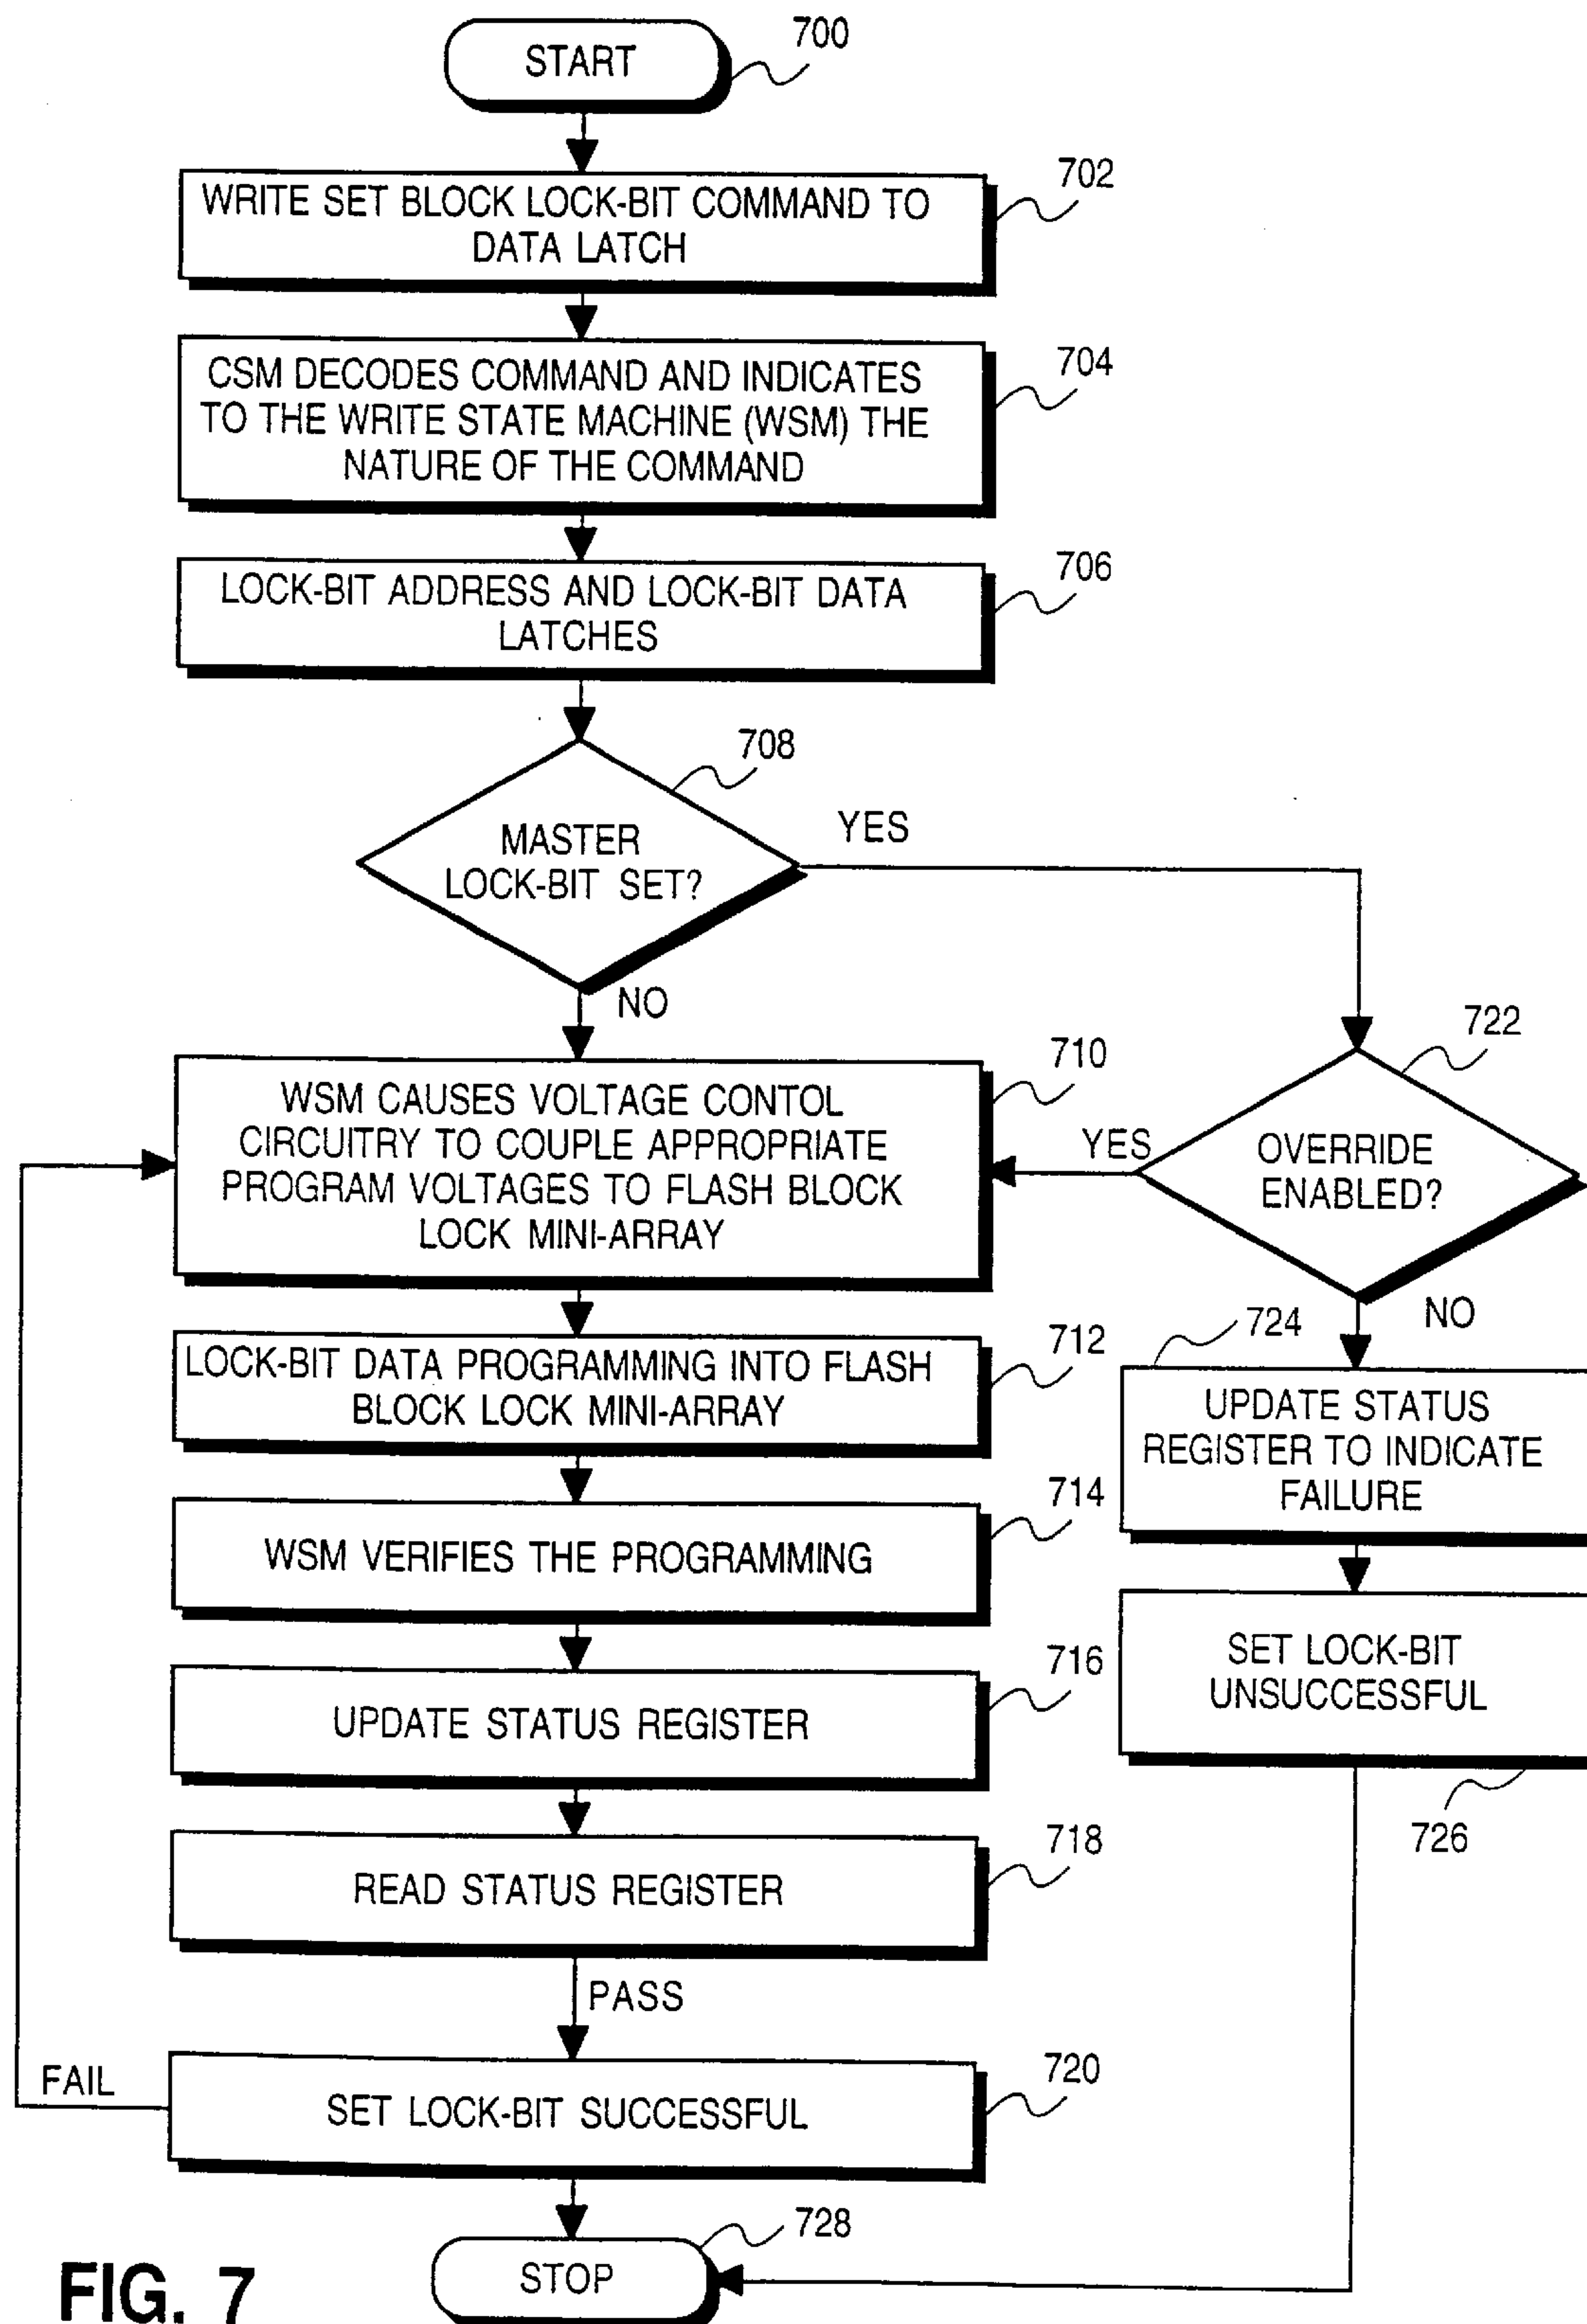 START
700
WRITE SET BLOCK LOCK-BIT COMMAND TO
DATA LATCH
702
CSM DECODES COMMAND AND INDICATES
TO THE WRITE STATE MACHINE (WSM) THE
NATURE OF THE COMMAND
704
LOCK-BIT ADDRESS AND LOCK-BIT DATA
LATCHES
706
MASTER
LOCK-BIT SET?
708
YES
NO
WSM CAUSES VOLTAGE CONTOL
CIRCUITRY TO COUPLE APPROPRIATE
PROGRAM VOLTAGES TO FLASH BLOCK
LOCK MINI-ARRAY
710
YES
OVERRIDE
ENABLED?
722
NO
LOCK-BIT DATA PROGRAMMING INTO FLASH
BLOCK LOCK MINI-ARRAY
712
724
UPDATE STATUS
REGISTER TO INDICATE
FAILURE
WSM VERIFIES THE PROGRAMMING
714
SET LOCK-BIT
UNSUCCESSFUL
726
UPDATE STATUS REGISTER
716
READ STATUS REGISTER
718
PASS
FAIL
SET LOCK-BIT SUCCESSFUL
720
STOP
728
FIG. 7